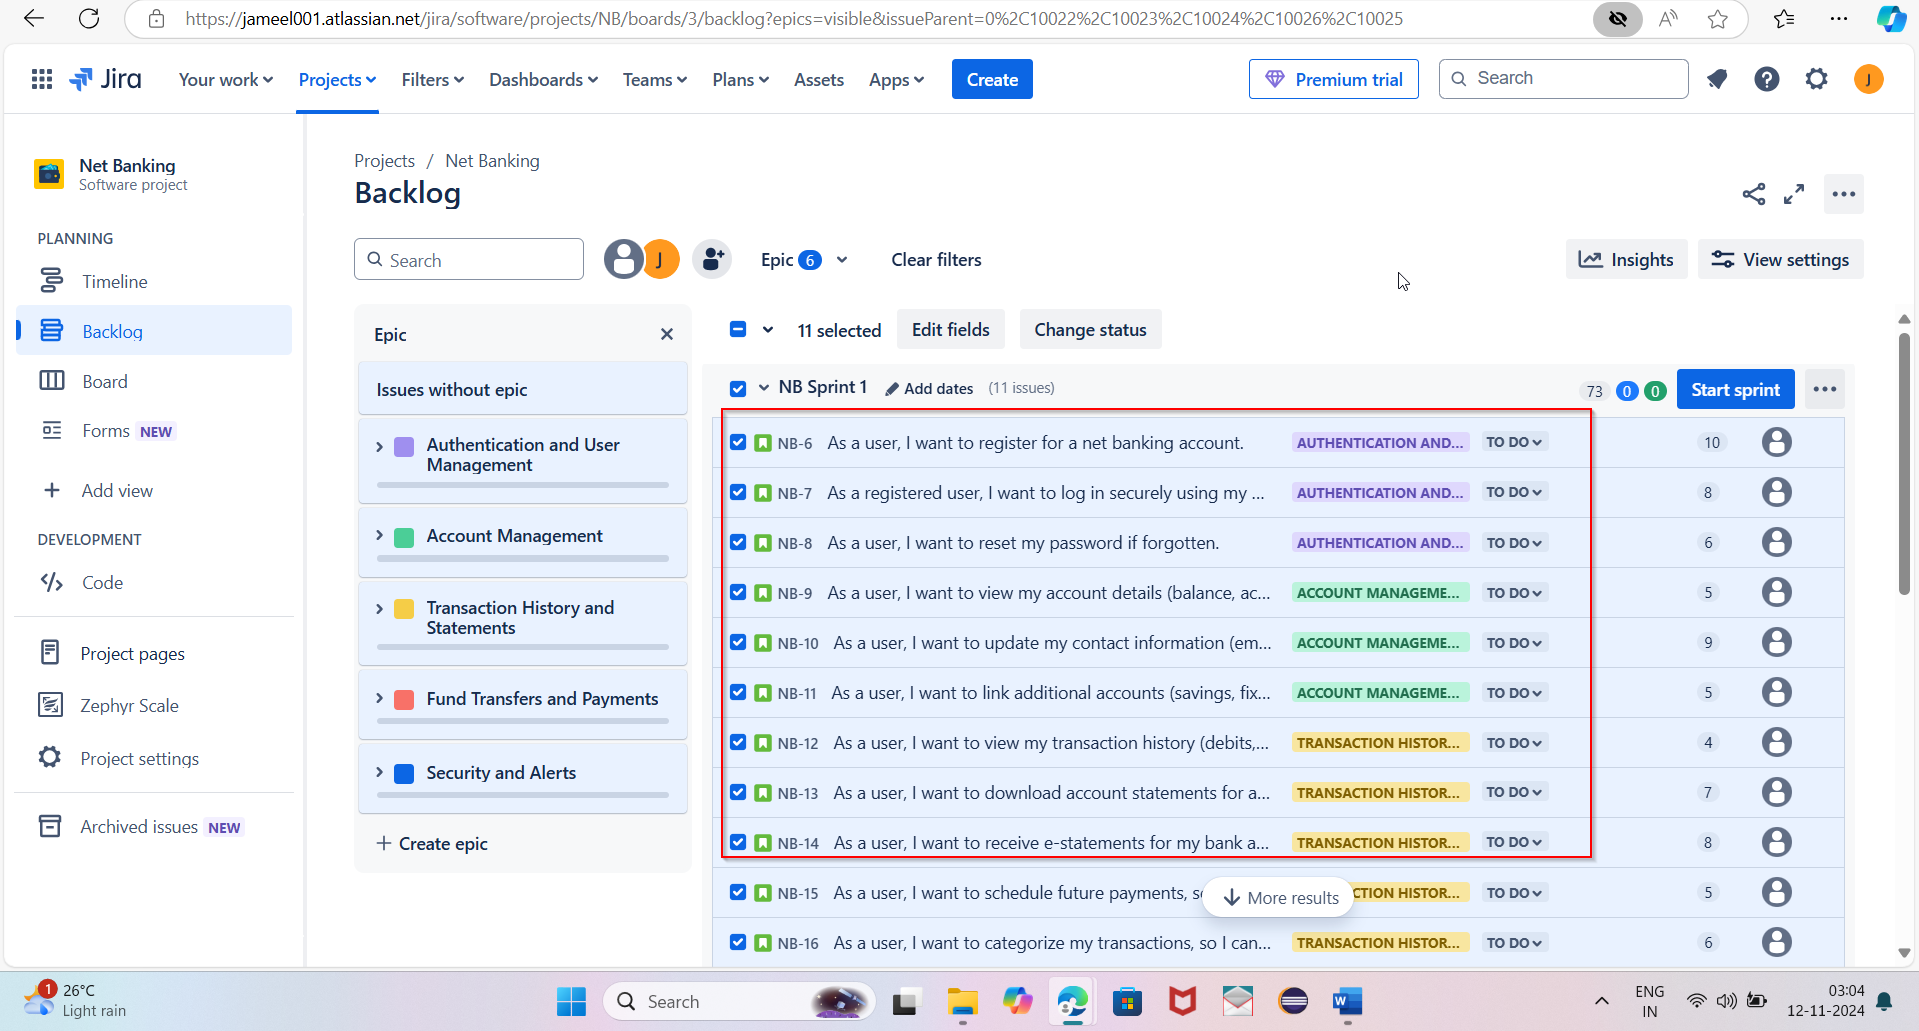 https://jameel001.atlassian.net/jira/software/projects/NB/boards/3/backlog?epics=visible&issueParent=0%2C10022%2C10023%2C10024%2C10026%2C10025
Jira
Your work
Projects
Filters
Dashboards
Teams
Plans
Assets
Apps
Create
Premium trial
Search
J
Net Banking
Software project
PLANNING
Timeline
Backlog
Board
Forms NEW
Add view
DEVELOPMENT
Code
Project pages
Zephyr Scale
Project settings
Archived issues NEW
Projects / Net Banking
Backlog
Search
J
Epic 6
Clear filters
Insights
View settings
Epic
Issues without epic
Authentication and User
Management
Account Management
Transaction History and
Statements
Fund Transfers and Payments
Security and Alerts
Create epic
11 selected
Edit fields
Change status
NB Sprint 1 Add dates (11 issues) 73 0 0 Start sprint
NB-6 As a user, I want to register for a net banking account. AUTHENTICATION AND... TO DO 10
NB-7 As a registered user, I want to log in securely using my ... AUTHENTICATION AND... TO DO 8
NB-8 As a user, I want to reset my password if forgotten. AUTHENTICATION AND... TO DO 6
NB-9 As a user, I want to view my account details (balance, ac... ACCOUNT MANAGEME... TO DO 5
NB-10 As a user, I want to update my contact information (em... ACCOUNT MANAGEME... TO DO 9
NB-11 As a user, I want to link additional accounts (savings, fix... ACCOUNT MANAGEME... TO DO 5
NB-12 As a user, I want to view my transaction history (debits,... TRANSACTION HISTOR... TO DO 4
NB-13 As a user, I want to download account statements for a... TRANSACTION HISTOR... TO DO 7
NB-14 As a user, I want to receive e-statements for my bank a... TRANSACTION HISTOR... TO DO 8
NB-15 As a user, I want to schedule future payments, s CTION HISTOR... TO DO 5
More results
NB-16 As a user, I want to categorize my transactions, so I can... TRANSACTION HISTOR... TO DO 6
1
26°C
Light rain
Search
ENG
IN
03:04
12-11-2024